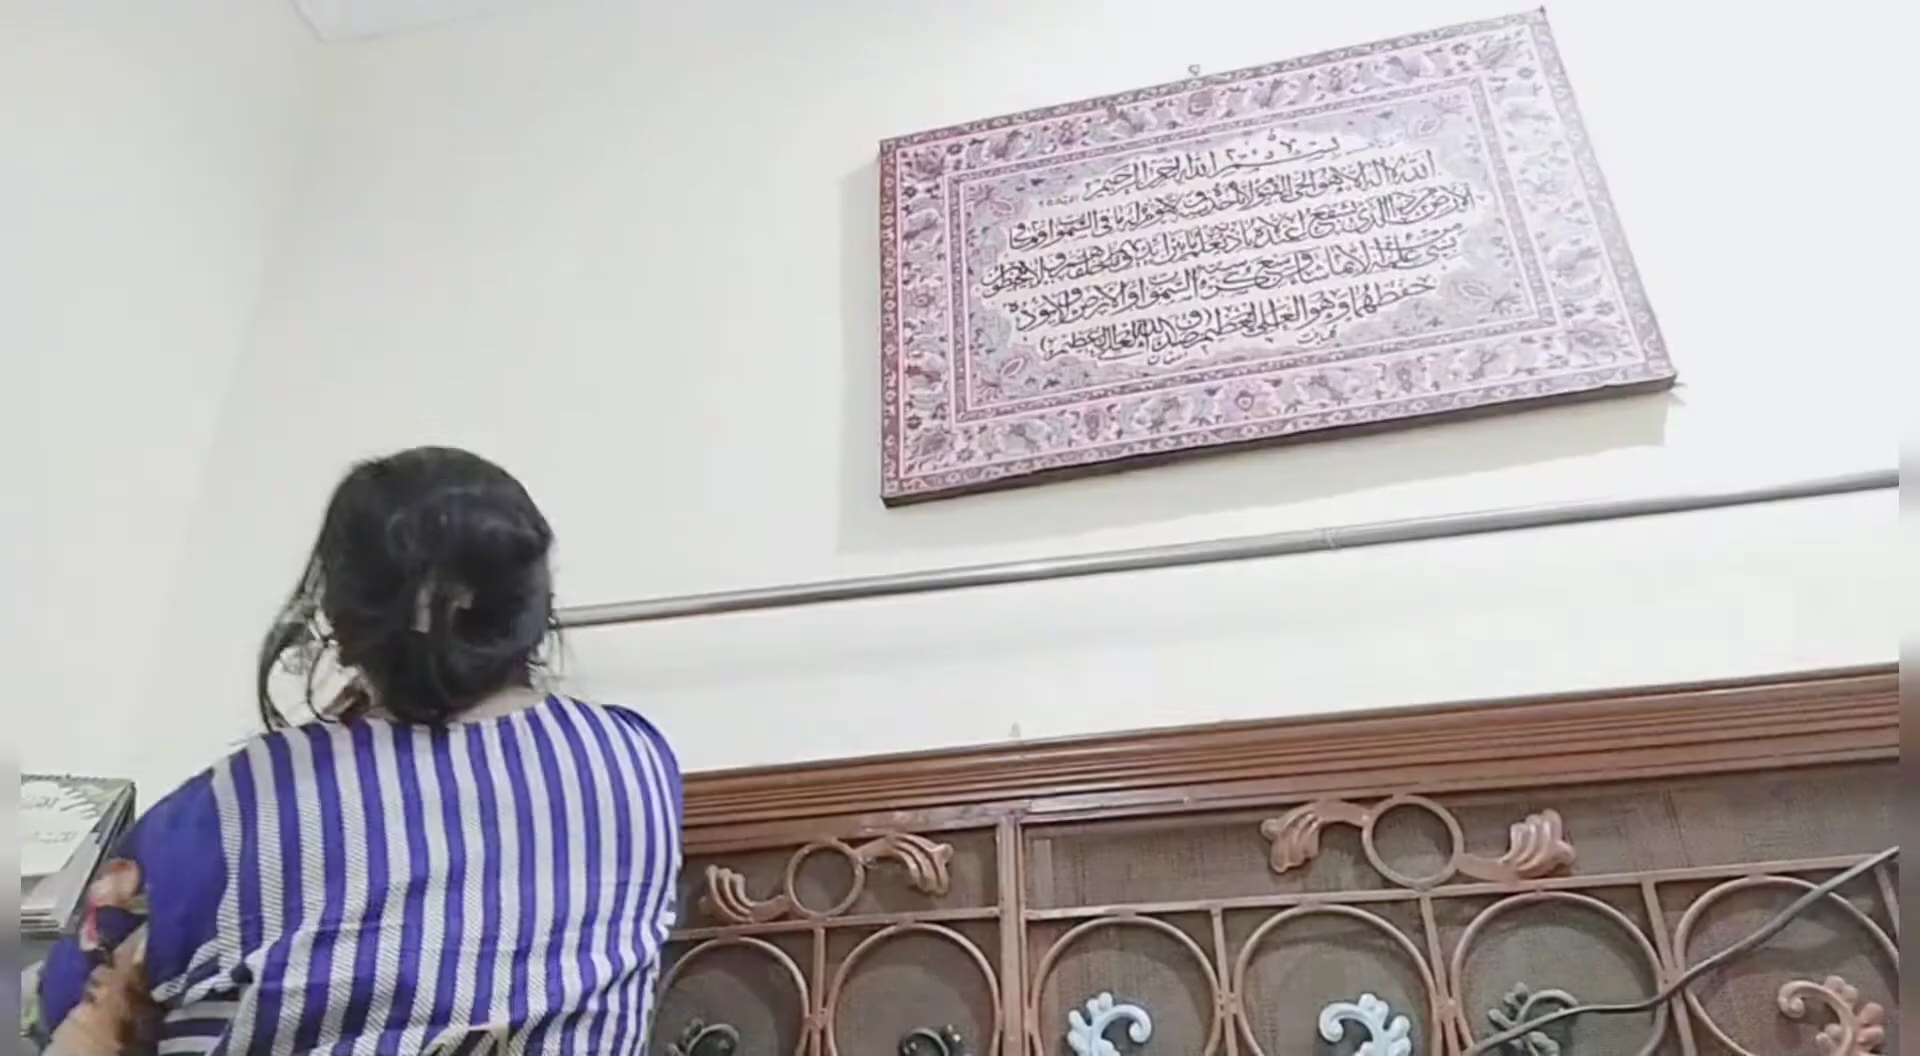 بسم الله الرحمن الرحيم
الله لا اله الا هو الحي القيوم لا تأخذه سنة ولا نوم له ما في السموات وما في
الارض من ذا الذي يشفع عنده الا باذنه يعلم ما بين ايديهم وما خلفهم ولا يحيطون
بشيء من علمه الا بما شاء وسع كرسيه السموات والارض ولا يؤده
حفظهما وهو العلي العظيم صدق الله العلي العظيم